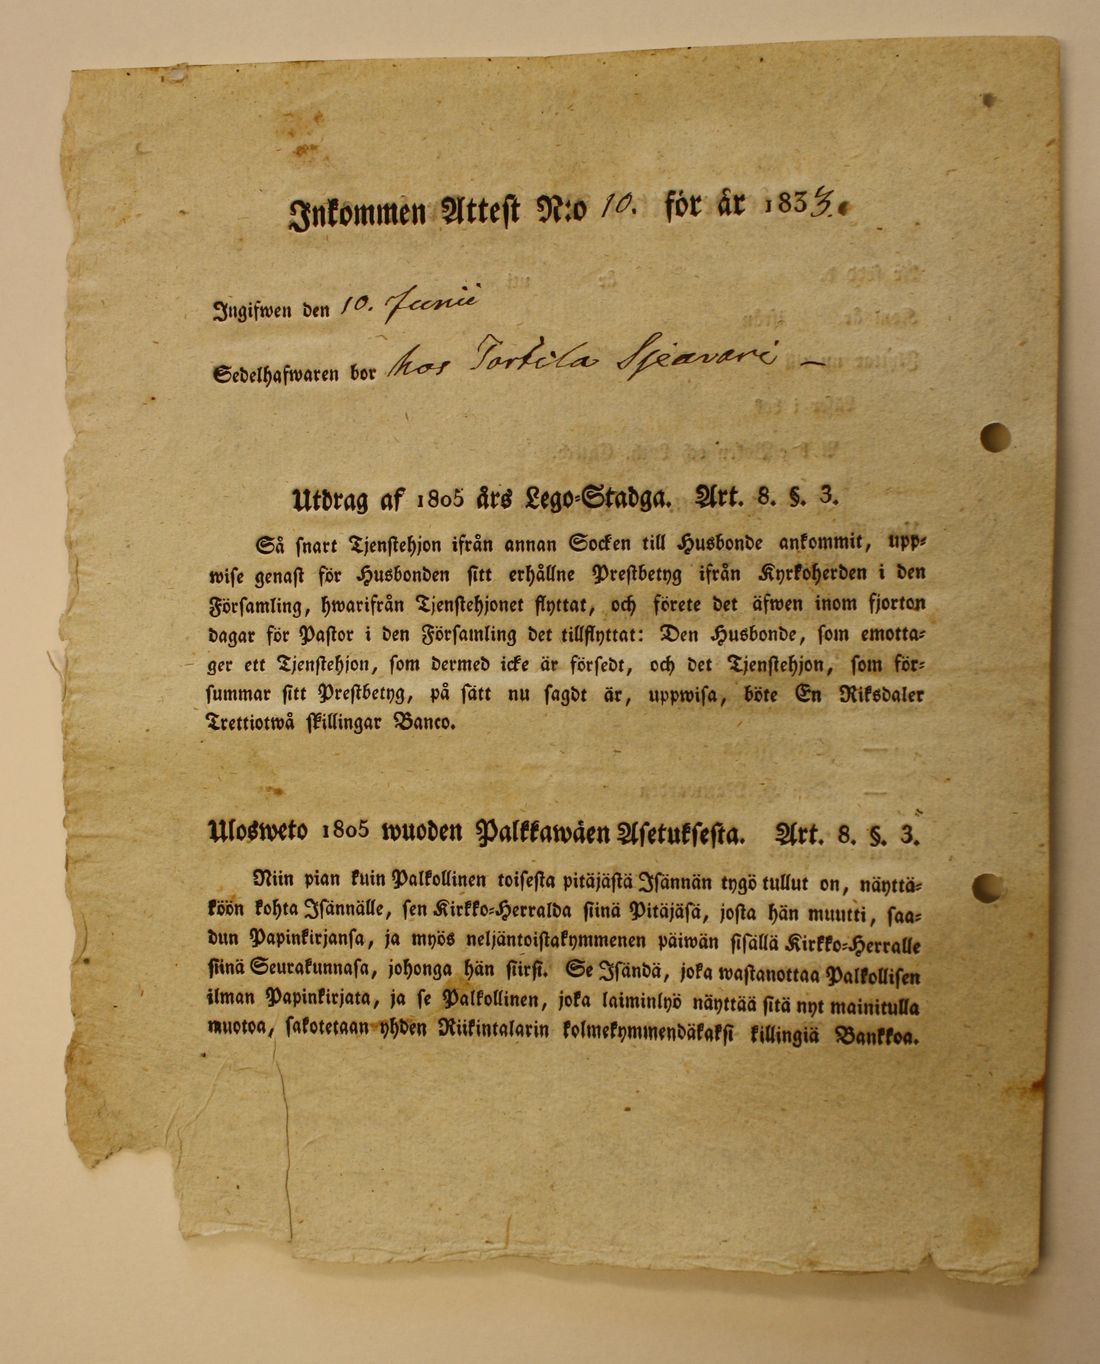 Inkommen Attest N:o 10. för år 1833.
Ingifwen den 10. Junii
Sedelhafwaren bor hos Tortila Sjeavari –
Utdrag af 1805 års Lego-Stadga. Art. 8. §. 3.
Så snart Tjenstehjon ifrån annan Socken till Husbonde ankommit, upp-
wise genast för Husbonden sitt erhållne Prestbetyg ifrån Kyrkoherden i den
Församling, hwarifrån Tjenstehjonet flyttat, och förete det äfwen inom fjorton
dagar för Pastor i den Församling det tillflyttat: Den Husbonde, som emotta-
ger ett Tjenstehjon, som dermed icke är försedt, och det Tjenstehjon, som för-
summar sitt Prestbetyg, på sätt nu sagdt är, uppwisa, böte En Riksdaler
Trettiotwå skillingar Banco.
Ulosweto 1805 wuoden Palkkawäen Asetuksesta. Art. 8. §. 3.
Niin pian kuin Palkollinen toisesta pitäjästä Isännän tygö tullut on, näyttä-
köön kohta Isännälle, sen Kirkko-Herralda siinä Pitäjäsä, josta hän muutti, saa-
dun Papinkirjansa, ja myös neljäntoistakymmenen päiwän sisällä Kirkko-Herralle
siinä Seurakunnasa, johonga hän siirsi. Se Isändä, joka wastanottaa Palkollisen
ilman Papinkirjata, ja se Palkollinen, joka laiminlyö näyttää sitä nyt mainitulla
muotoa, sakotetaan yhden Riikintalarin kolmekymmendäkaksi killingiä Bankkoa.